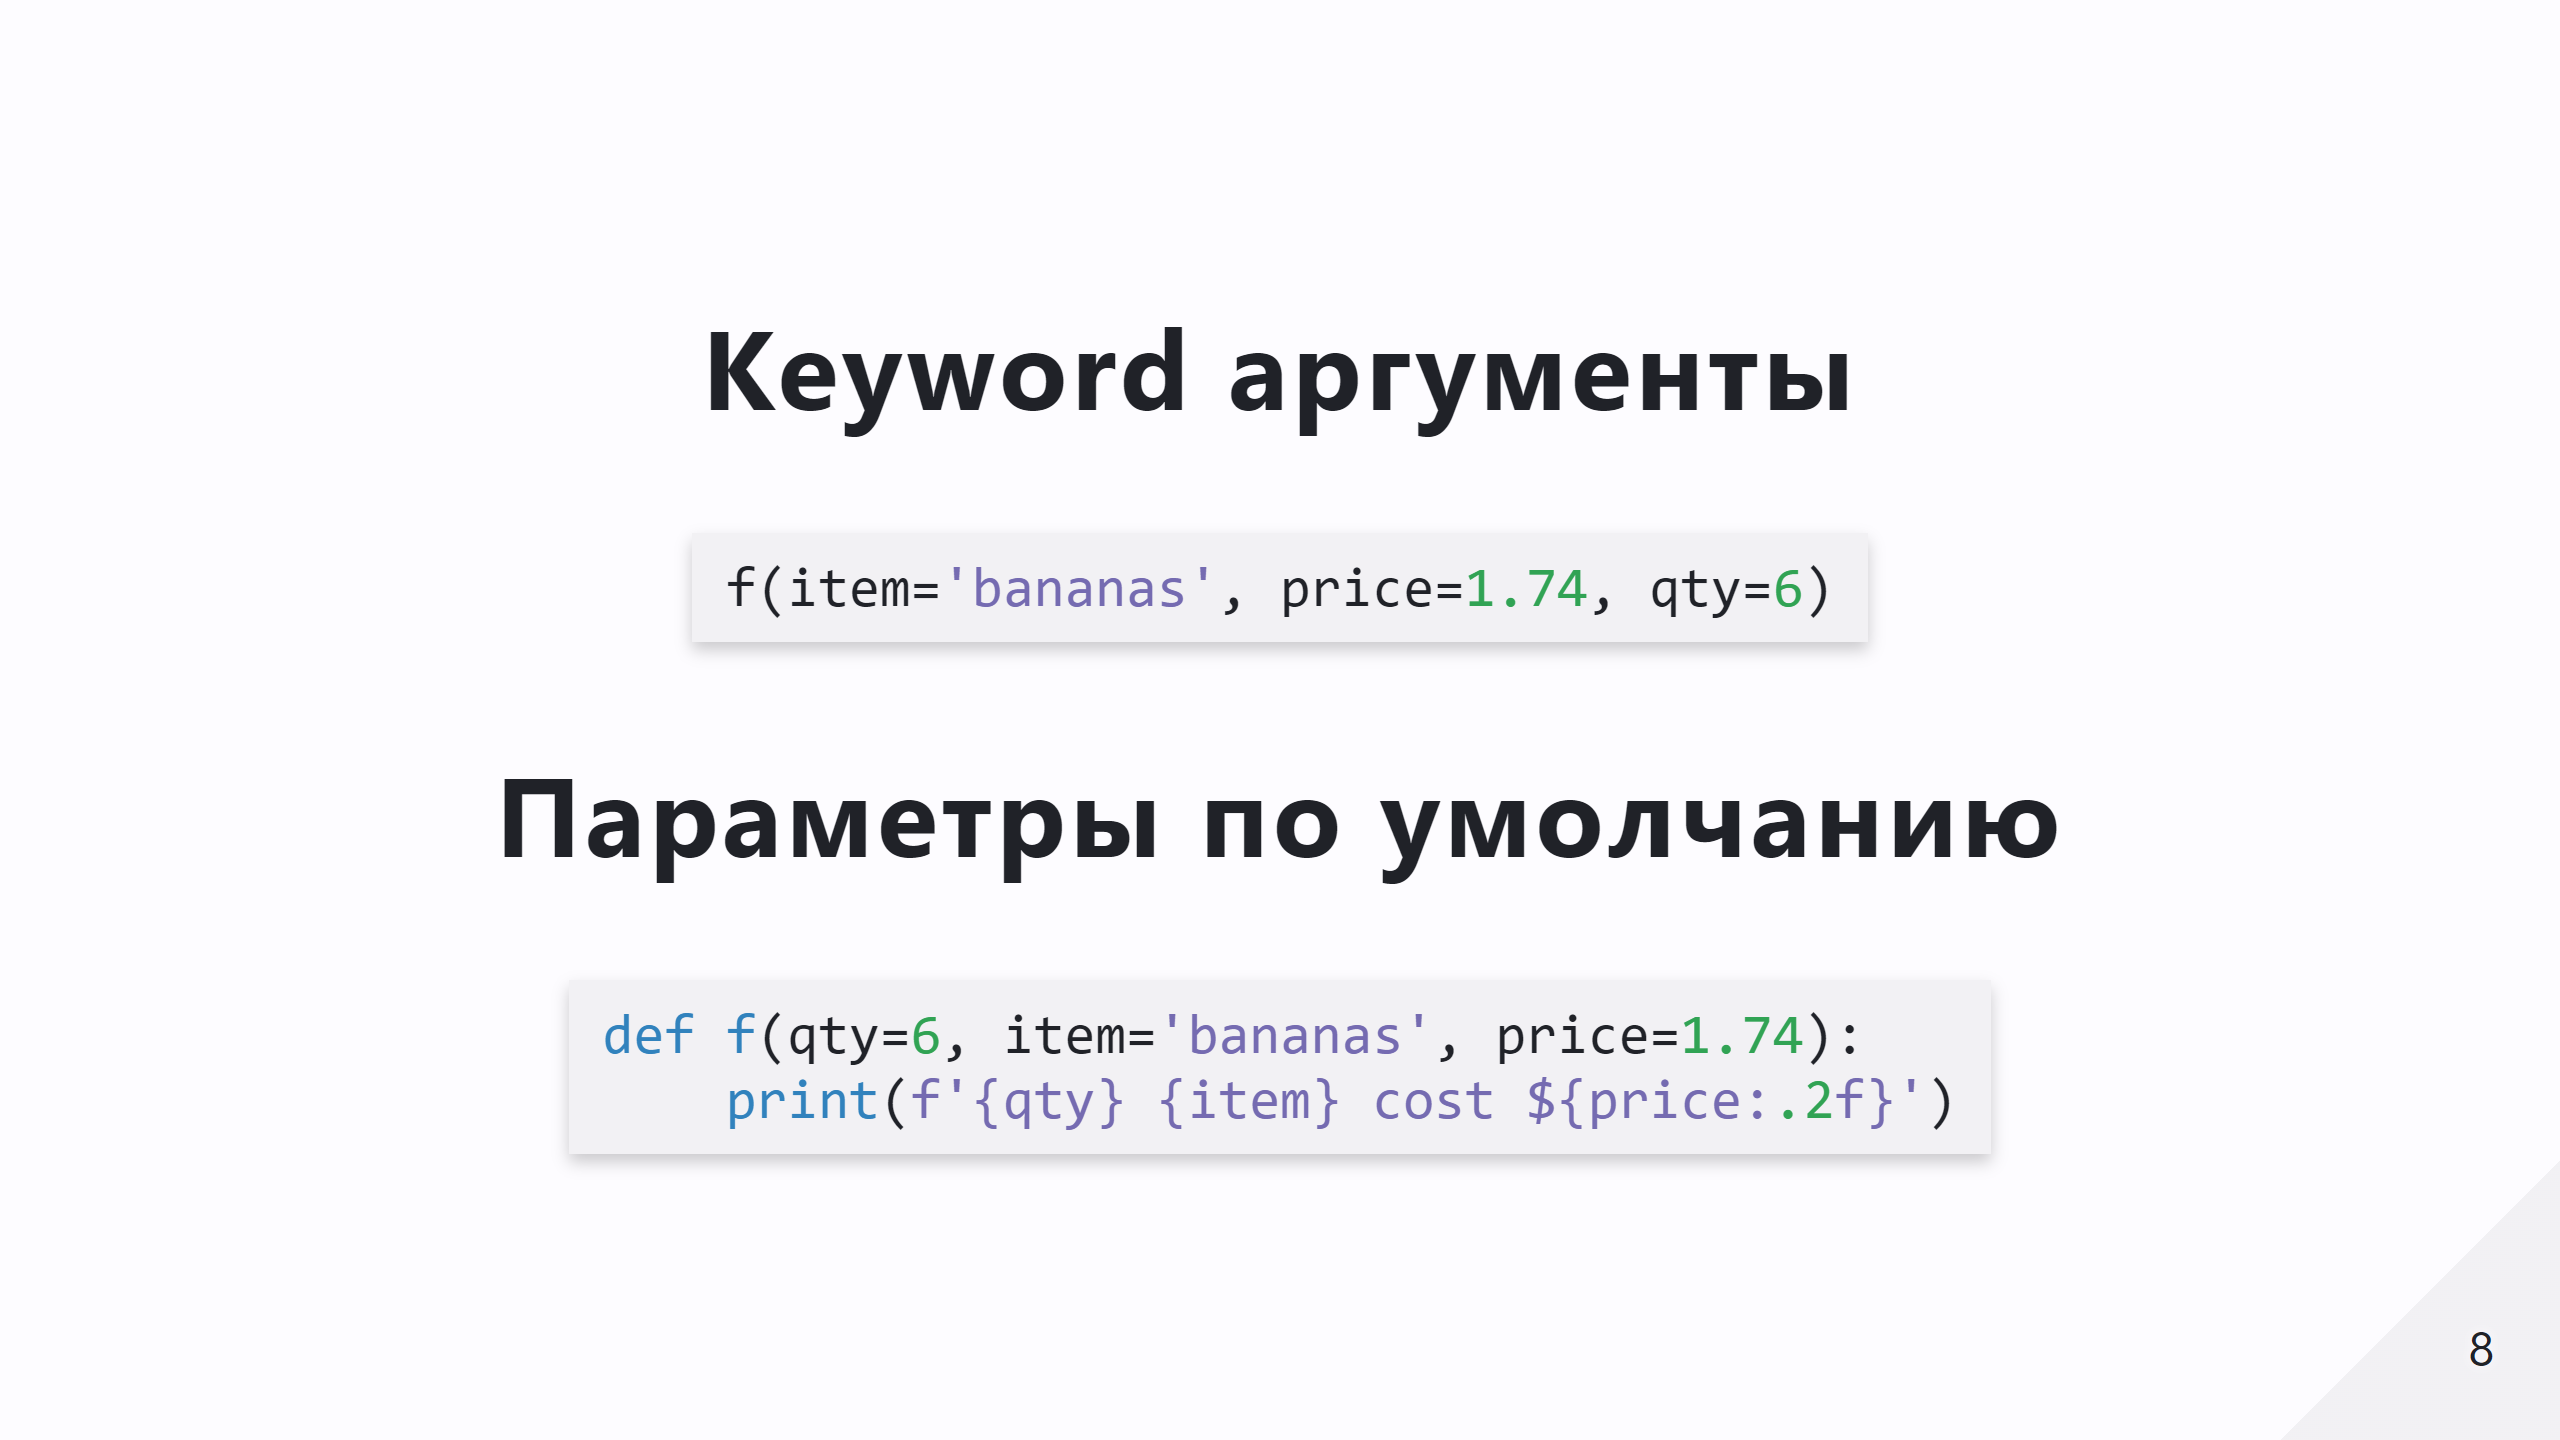 Keyword аргументы
f(item='bananas', price=1.74, qty=6)
Параметры по умолчанию
def f(qty=6, item='bananas', price=1.74):
    print(f'{qty} {item} cost ${price:.2f}')
8